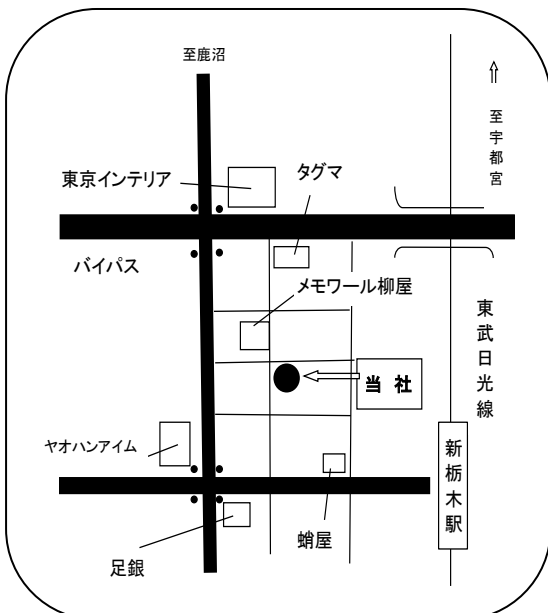 至鹿沼
至宇都宮
東京インテリア
タグマ
バイパス
メモワール柳屋
東武日光線
当 社
ヤオハンアイム
新栃木駅
蛸屋
足銀